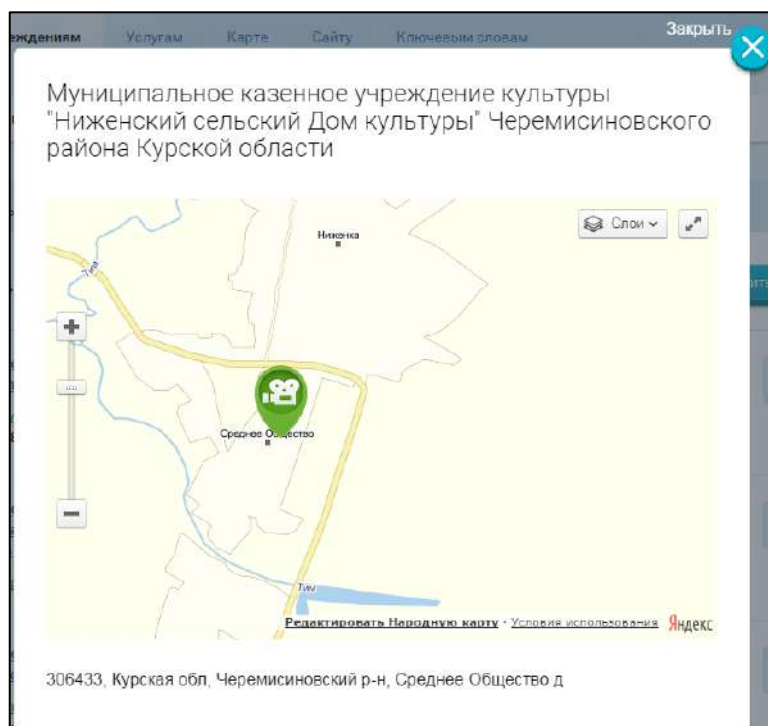 Закрыть
еждениям Услугам Карте Сайту Ключевым словам
Муниципальное казенное учреждение культуры
"Ниженский сельский Дом культуры" Черемисиновского
района Курской области
Слои
Ниженка
Тим
Среднее Общество
Тим
Редактировать Народную карту · Условия использования Яндекс
306433, Курская обл, Черемисиновский р-н, Среднее Общество д